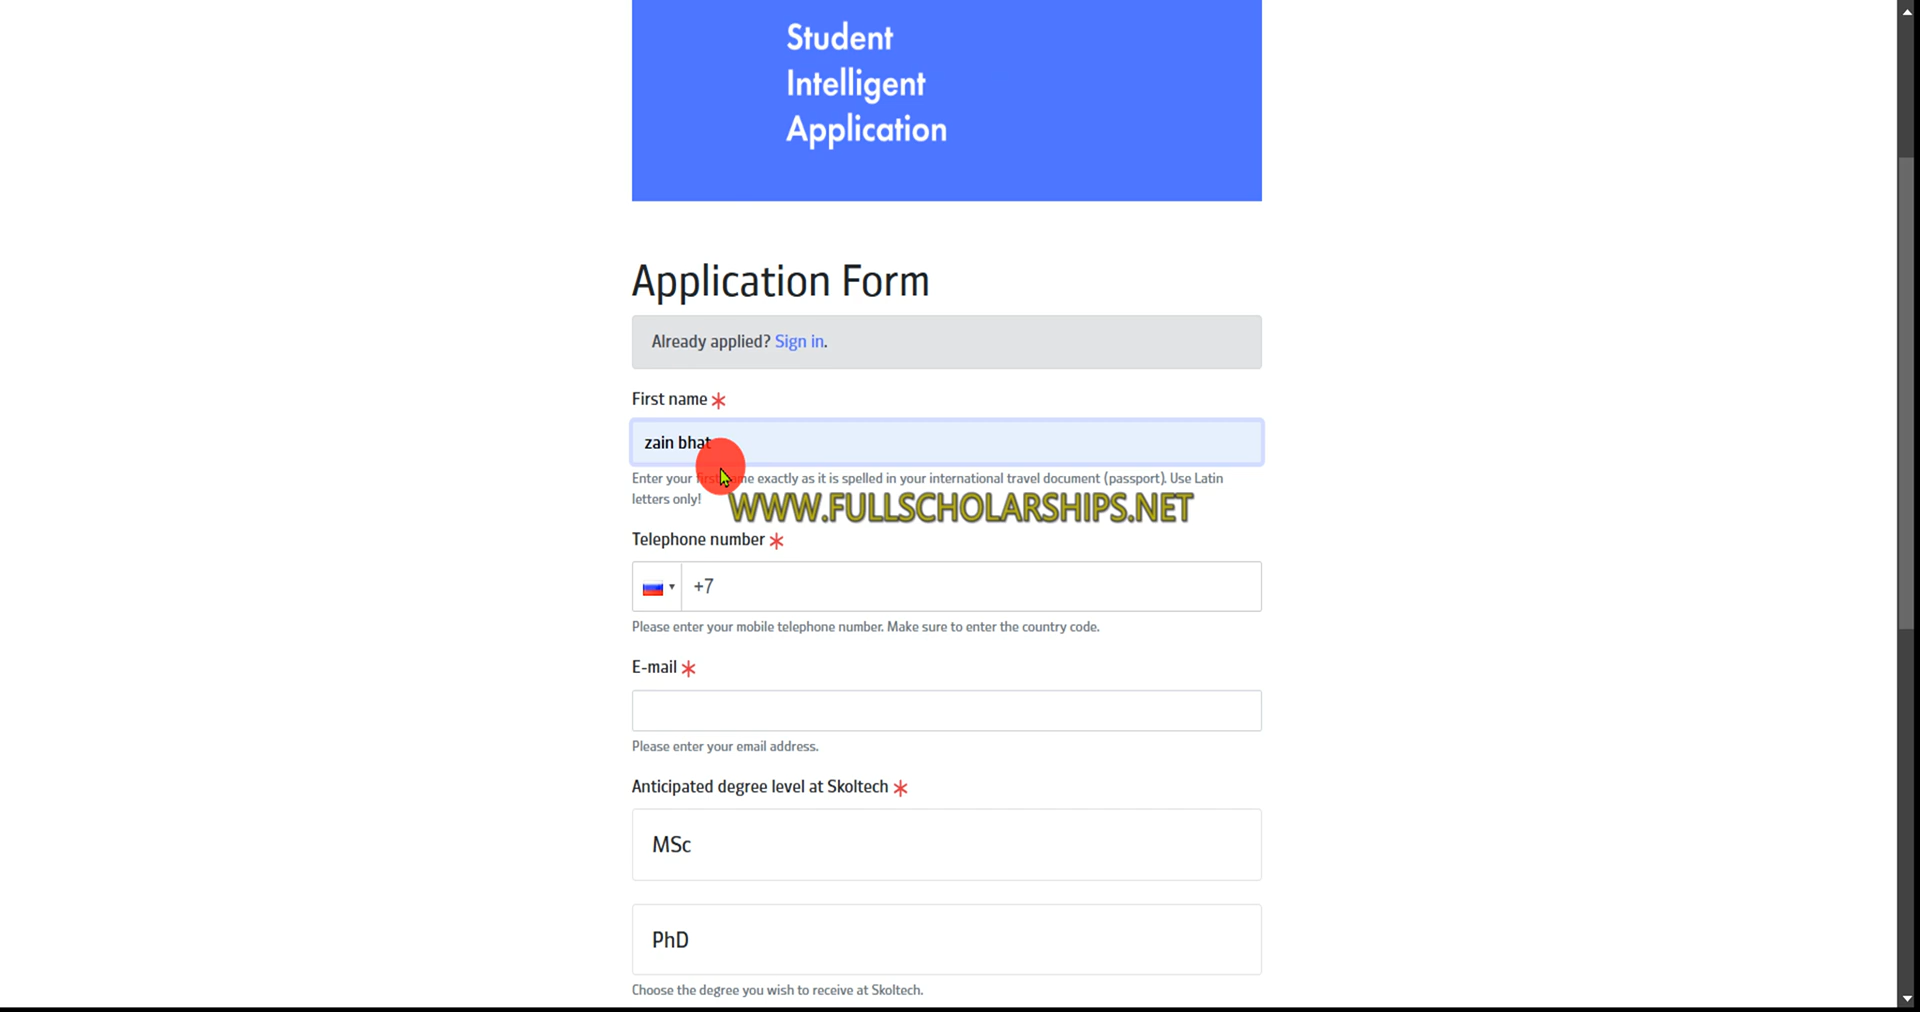 Student
Intelligent
Application
Application Form
Already applied? Sign in.
First name *
zain bhat
Enter your first name exactly as it is spelled in your international travel document (passport). Use Latin
letters only!
WWW.FULLSCHOLARSHIPS.NET
Telephone number *
+7
Please enter your mobile telephone number. Make sure to enter the country code.
E-mail *
Please enter your email address.
Anticipated degree level at Skoltech *
MSc
PhD
Choose the degree you wish to receive at Skoltech.